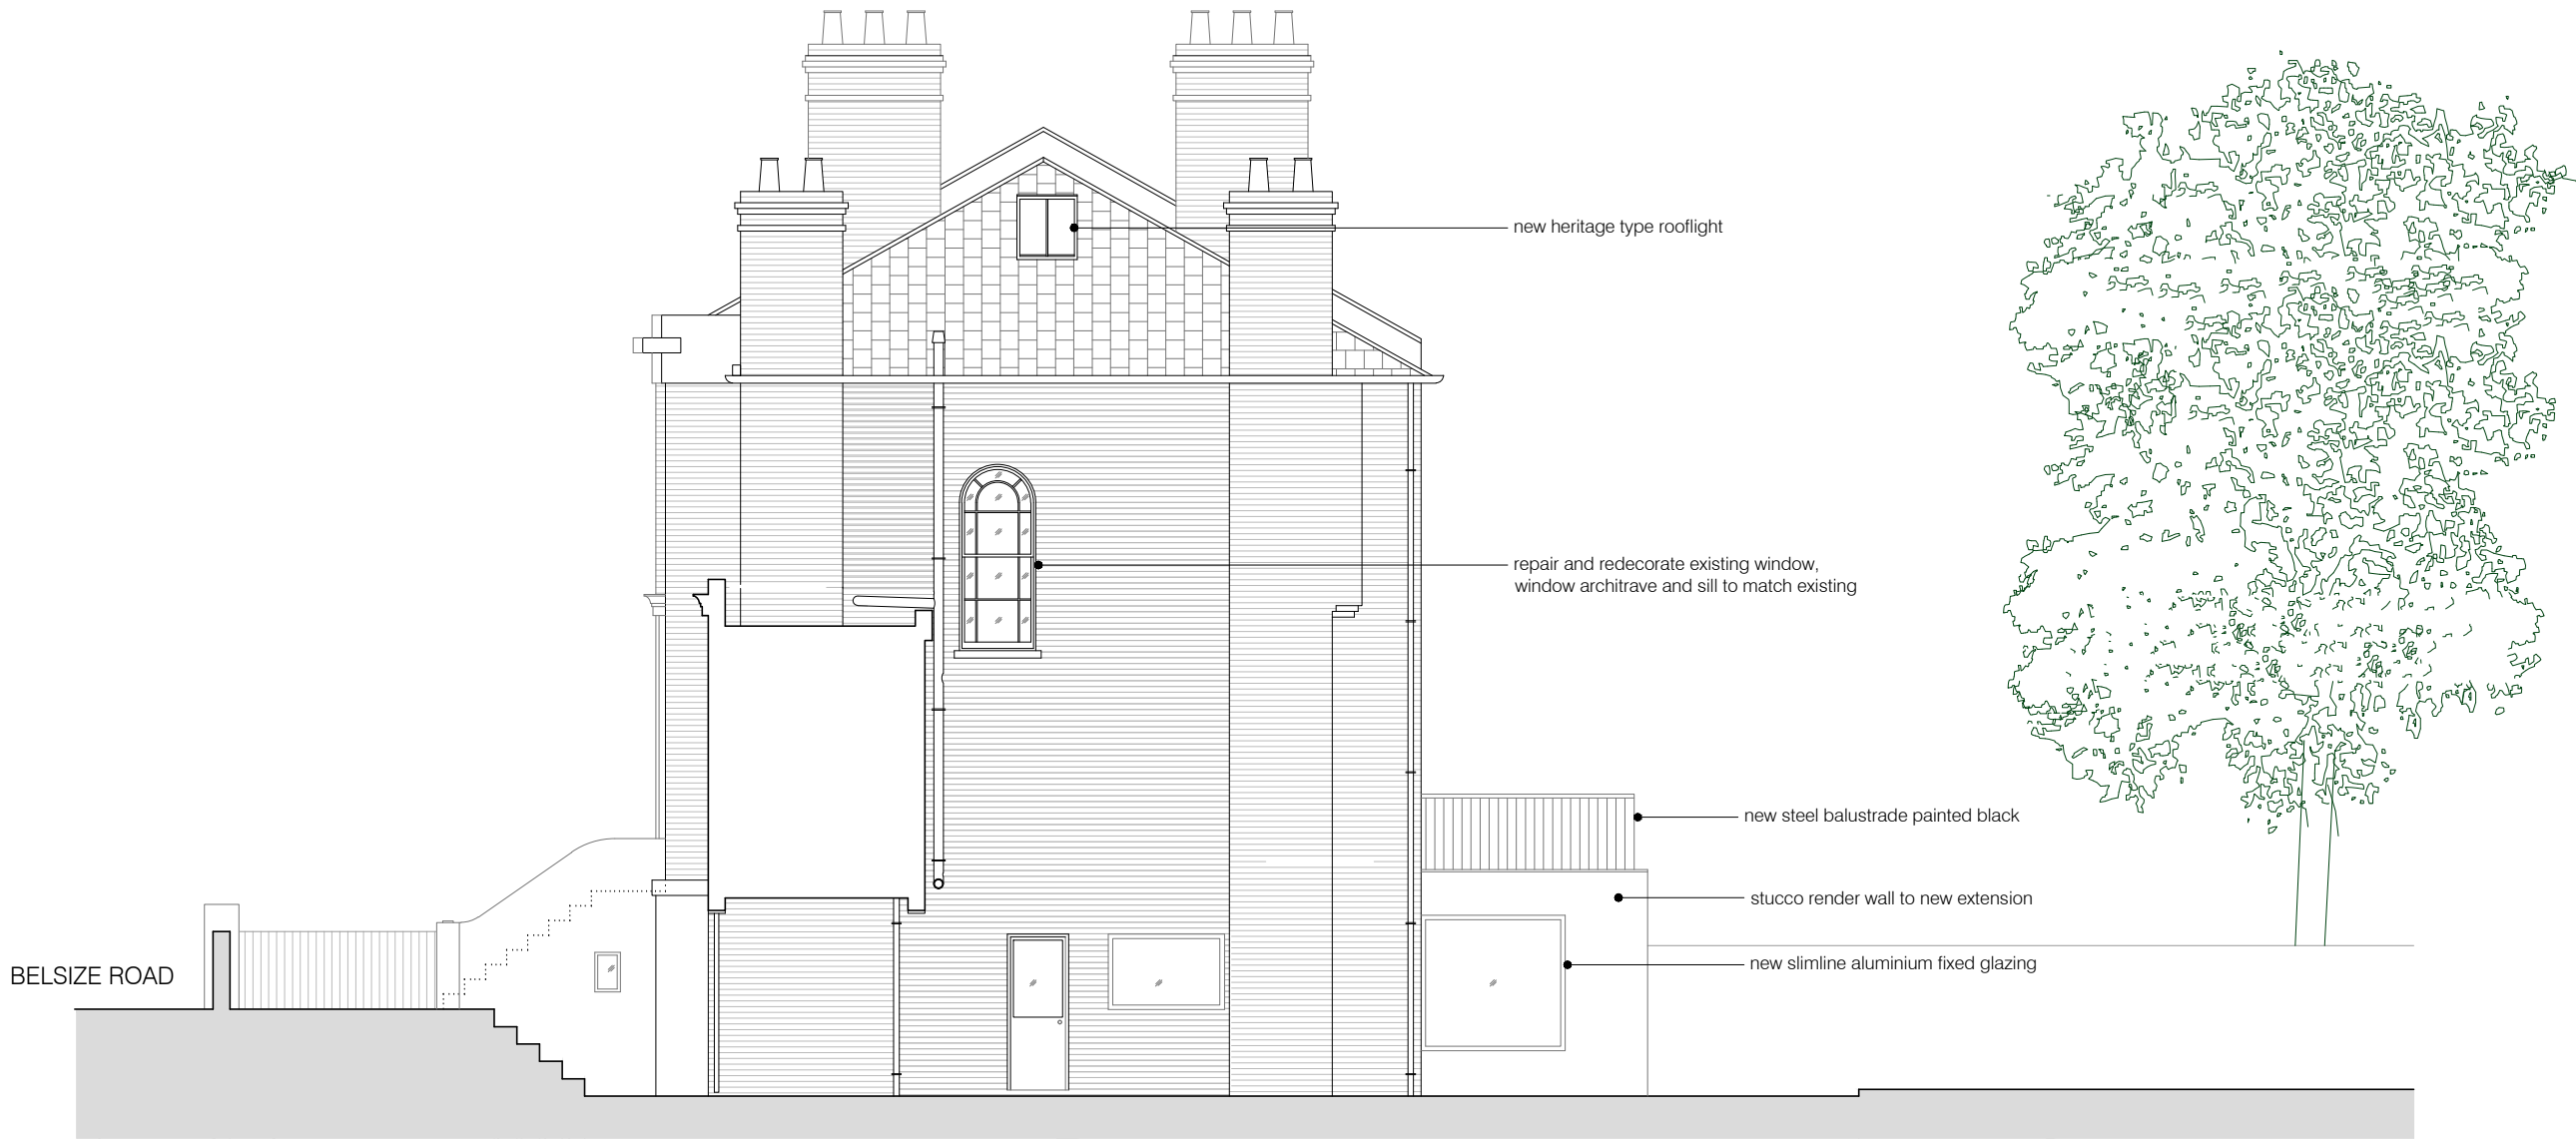 new heritage type rooflight
repair and redecorate existing window,
window architrave and sill to match existing
new steel balustrade painted black
stucco render wall to new extension
new slimline aluminium fixed glazing
BELSIZE ROAD